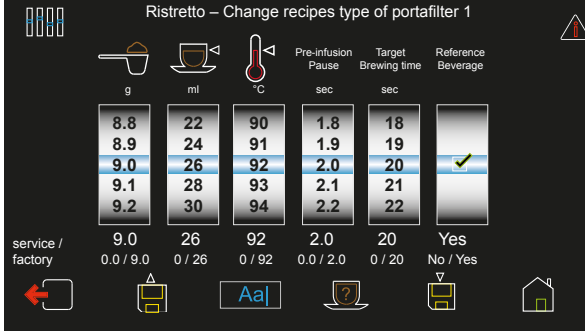 Ristretto – Change recipes type of portafilter 1
Pre-infusion Pause
Target Brewing time
Reference Beverage
g ml °C sec sec
8.8 22 90 1.8 18
8.9 24 91 1.9 19
9.0 26 92 2.0 20
9.1 28 93 2.1 21
9.2 30 94 2.2 22
9.0 26 92 2.0 20 Yes
service / factory
0.0 / 9.0 0 / 26 0 / 92 0.0 / 2.0 0 / 20 No / Yes
Aa|
?